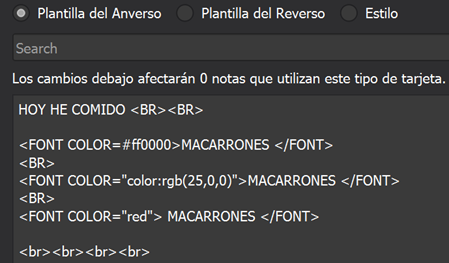 Plantilla del Anverso Plantilla del Reverso Estilo
Search
Los cambios debajo afectarán 0 notas que utilizan este tipo de tarjeta.
HOY HE COMIDO <BR><BR>
<FONT COLOR=#ff0000>MACARRONES </FONT>
<BR>
<FONT COLOR="color:rgb(25,0,0)">MACARRONES </FONT>
<BR>
<FONT COLOR="red"> MACARRONES </FONT>
<br><br><br><br>